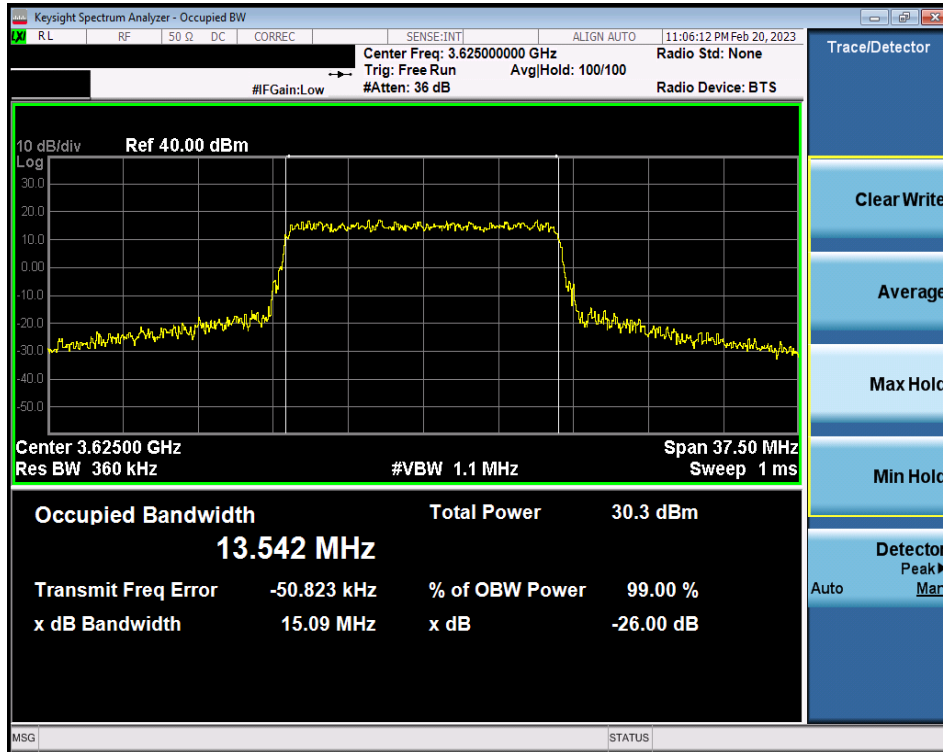 Keysight Spectrum Analyzer - Occupied BW
LXI RL RF 50 Ω DC CORREC SENSE:INT ALIGN AUTO 11:06:12 PM Feb 20, 2023
Center Freq: 3.625000000 GHz Radio Std: None
Trig: Free Run Avg|Hold: 100/100
#IFGain:Low #Atten: 36 dB Radio Device: BTS
Trace/Detector
10 dB/div Ref 40.00 dBm
Log
30.0
20.0
10.0
0.00
-10.0
-20.0
-30.0
-40.0
-50.0
Center 3.62500 GHz Span 37.50 MHz
Res BW 360 kHz #VBW 1.1 MHz Sweep 1 ms
Occupied Bandwidth Total Power 30.3 dBm
13.542 MHz
Transmit Freq Error -50.823 kHz % of OBW Power 99.00 %
x dB Bandwidth 15.09 MHz x dB -26.00 dB
Clear Write
Average
Max Hold
Min Hold
Detector
Peak
Auto Man
MSG STATUS